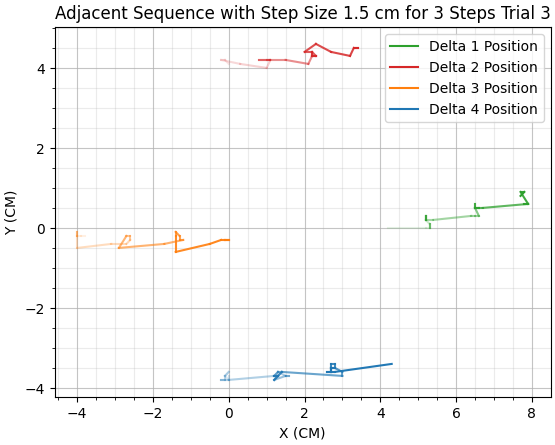 Adjacent Sequence with Step Size 1.5 cm for 3 Steps Trial 3
Delta 1 Position
Delta 2 Position
Delta 3 Position
Delta 4 Position
Y (CM)
4
2
0
−2
−4
−4 −2 0 2 4 6 8
X (CM)